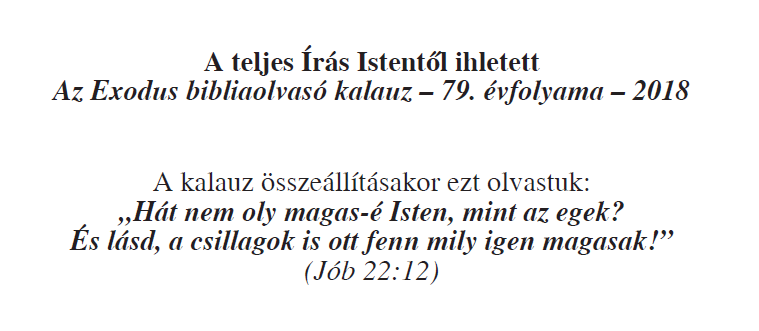 A teljes Írás Istentől ihletett
Az Exodus bibliaolvasó kalauz – 79. évfolyama – 2018
A kalauz összeállításakor ezt olvastuk:
„Hát nem oly magas-é Isten, mint az egek?
És lásd, a csillagok is ott fenn mily igen magasak!”
(Jób 22:12)